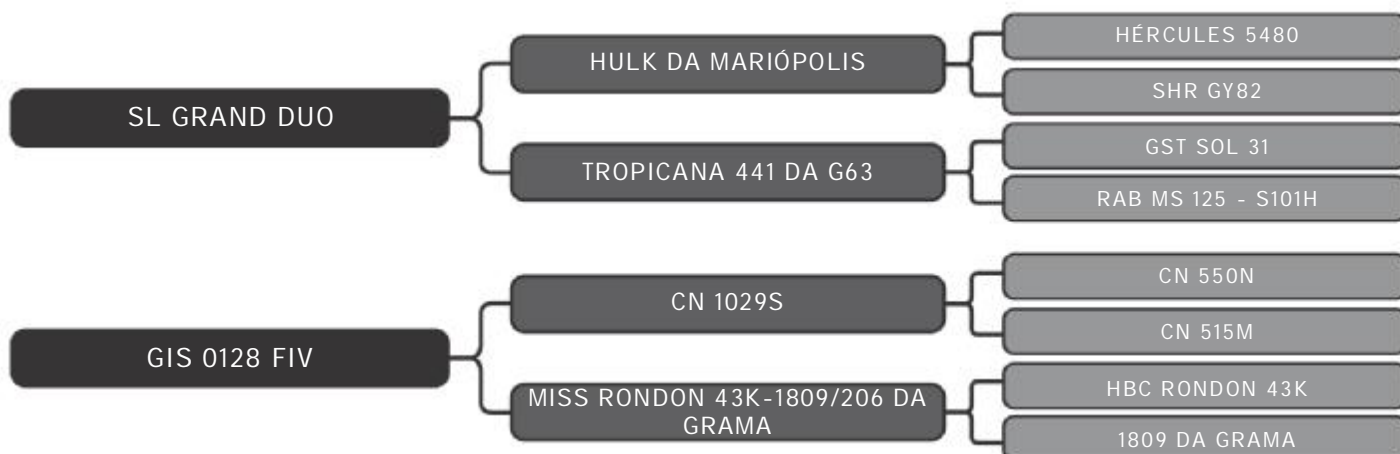 HÉRCULES 5480
HULK DA MARIÓPOLIS
SHR GY82
SL GRAND DUO
GST SOL 31
TROPICANA 441 DA G63
RAB MS 125 - S101H
CN 550N
CN 1029S
CN 515M
GIS 0128 FIV
HBC RONDON 43K
MISS RONDON 43K-1809/206 DA
GRAMA
1809 DA GRAMA